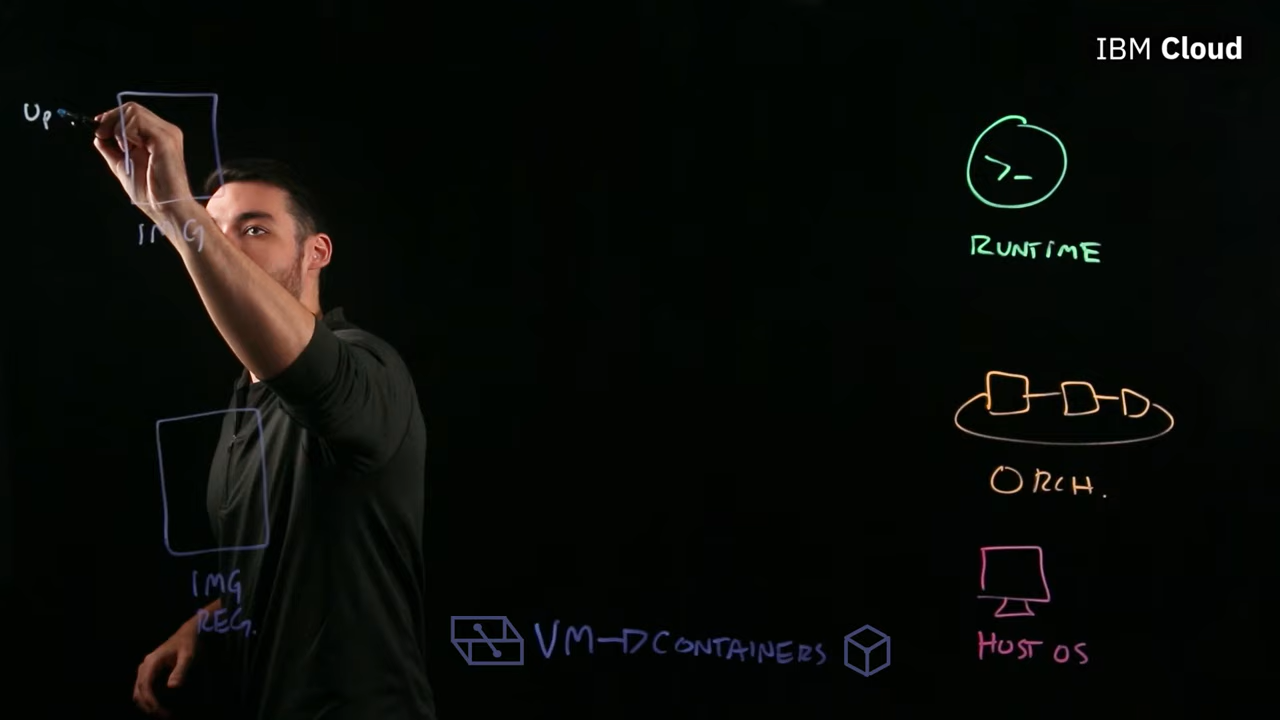 IBM Cloud
Up
IMG
>_
RUNTIME
ORCH.
IMG
REG.
VM→CONTAINERS
HOST OS